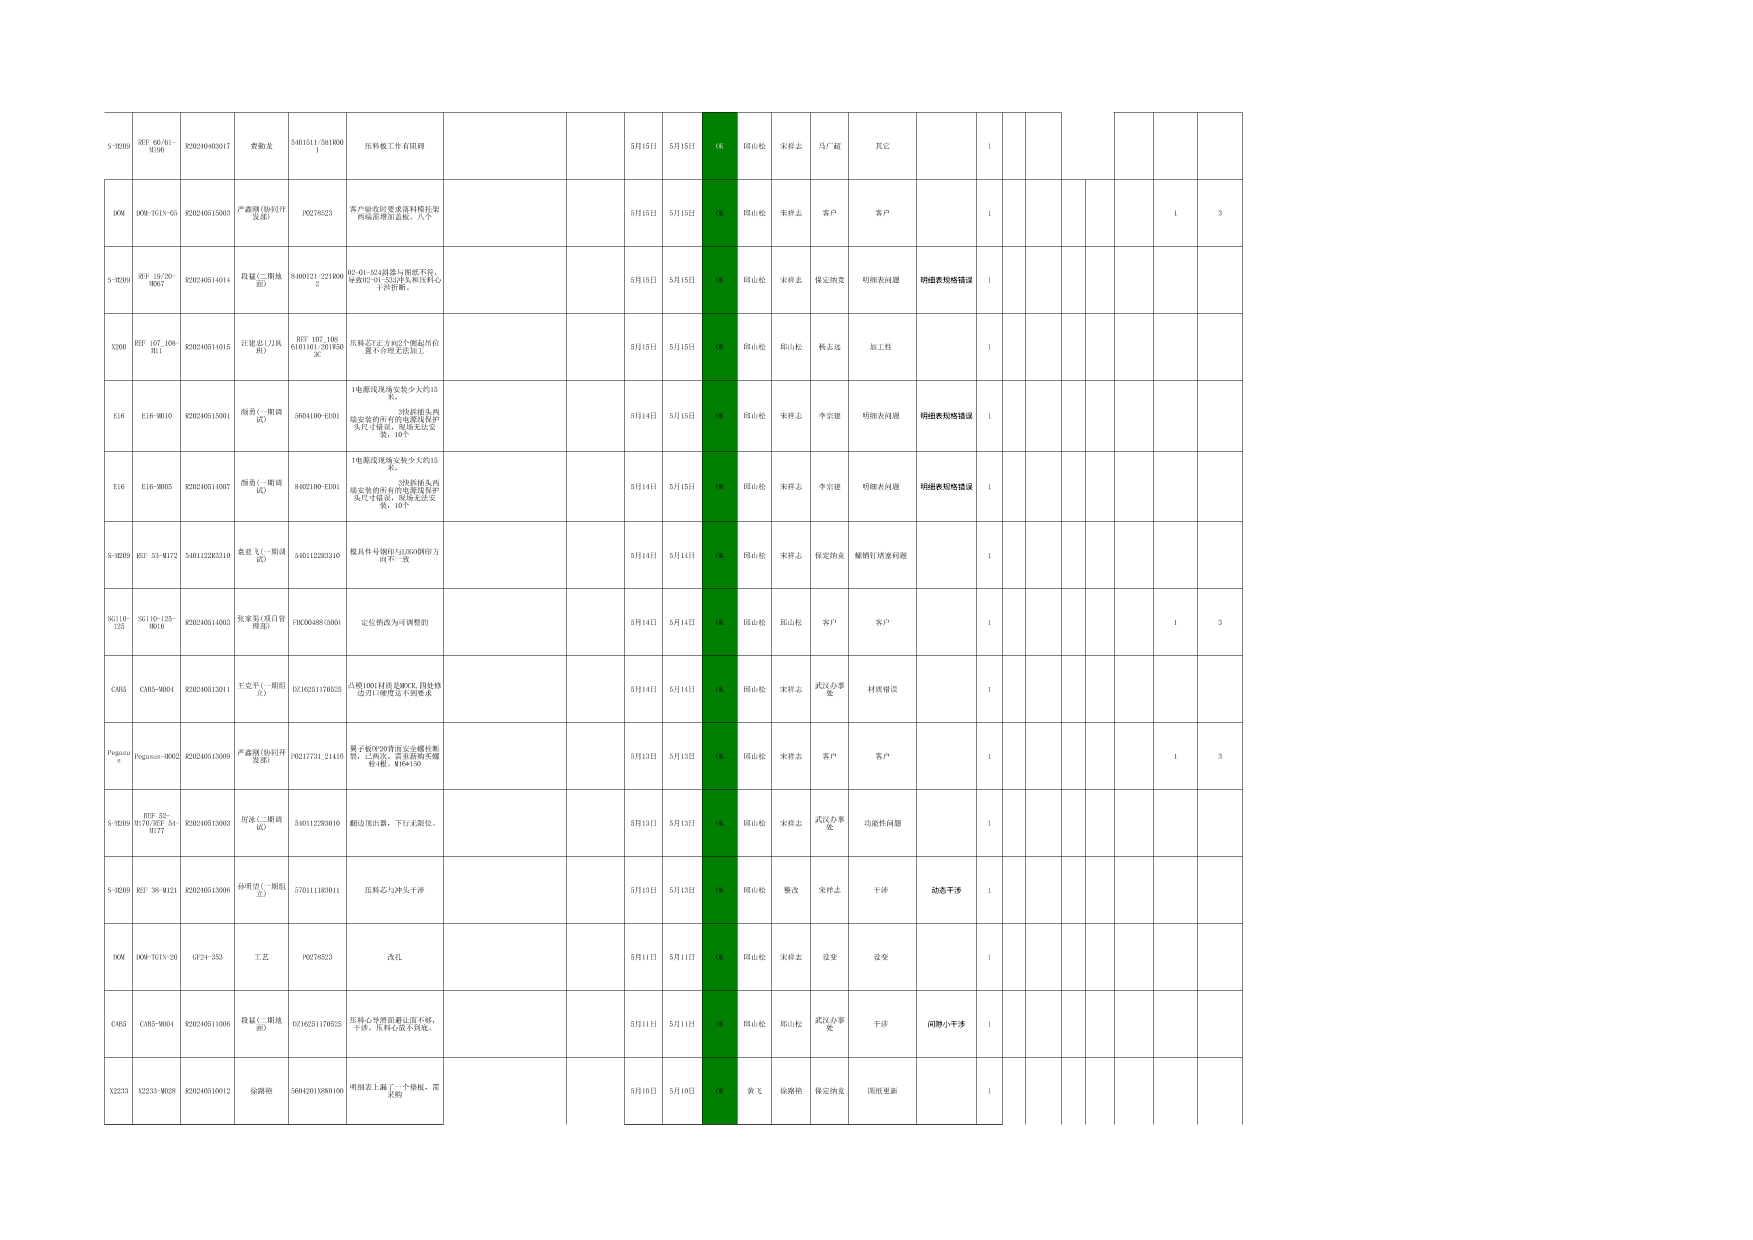 S-M209 REF 60/61-M190 R20240403017 费勤龙 5401511/581R001 压料板工作有阻碍 5月15日 5月15日 OK 邱山松 宋祥志 马广超 其它 1
DOM DOM-TG1N-05 R20240515003 严鑫刚(协同开发部) P0278523 客户验收时要求落料模托架两端需增加盖板。八个 5月15日 5月15日 OK 邱山松 宋祥志 客户 客户 1 1 3
S-M209 REF 19/20-M067 R20240514014 段猛(二期地面) 8400121/221R002 02-01-524斜器与图纸不符,导致02-01-533冲头和压料心干涉折断。 5月15日 5月15日 OK 邱山松 宋祥志 保定纳竞 明细表问题 明细表规格错误 1
X200 REF 107_108-M11 R20240514015 汪建忠(刀具班) REF 107_108 6101101/201W503C 压料芯Y正方向2个侧起吊位置不合理无法加工 5月15日 5月15日 OK 邱山松 邱山松 杨志远 加工性 1
E16 E16-M010 R20240515001 颜勇(一期调试) 5604100-EU01 1电源线现场安装少大约15米。 3快拆插头两端安装的所有的电源线保护头尺寸错误,现场无法安装,10个 5月14日 5月15日 OK 邱山松 宋祥志 李宗建 明细表问题 明细表规格错误 1
E16 E16-M005 R20240514007 颜勇(一期调试) 8402100-EU01 1电源线现场安装少大约15米。 3快拆插头两端安装的所有的电源线保护头尺寸错误,现场无法安装,10个 5月14日 5月15日 OK 邱山松 宋祥志 李宗建 明细表问题 明细表规格错误 1
S-M209 REF 53-M172 5401122R3310 袁亚飞(一期调试) 5401122R3310 模具件号钢印与LOGO钢印方向不一致 5月14日 5月14日 OK 邱山松 宋祥志 保定纳竞 螺销钉堵塞问题 1
SG110-125 SG110-125-M016 R20240514003 张家男(项目管理部) FMC00488(500) 定位销改为可调整的 5月14日 5月14日 OK 邱山松 邱山松 客户 客户 1 1 3
CAR5 CAR5-M004 R20240513011 王克平(一期组立) DZ16251170525 凸模1001材质是MOCR,四处修边刃口硬度达不到要求 5月14日 5月14日 OK 邱山松 宋祥志 武汉办事处 材质错误 1
Pegasus Pegasus-M002 R20240513009 严鑫刚(协同开发部) P0217731_21416 翼子板OP20背面安全螺栓断裂,已两次。需重新购买螺栓4根。M16*150 5月13日 5月13日 OK 邱山松 宋祥志 客户 客户 1 1 3
S-M209 REF 52-M170/REF 54-M177 R20240513003 厉泳(二期调试) 5401122R3010 翻边顶出器,下行无限位。 5月13日 5月13日 OK 邱山松 宋祥志 武汉办事处 功能性问题 1
S-M209 REF 38-M121 R20240513006 孙明望(一期组立) 5701111R3011 压料芯与冲头干涉 5月13日 5月13日 OK 邱山松 整改 宋祥志 干涉 动态干涉 1
DOM DOM-TG1N-20 GF24-353 工艺 P0278523 改孔 5月11日 5月11日 OK 邱山松 宋祥志 设变 设变 1
CAR5 CAR5-M004 R20240511006 段猛(二期地面) DZ16251170525 压料心导滑面避让面不够,干涉。压料心放不到底。 5月11日 5月11日 OK 邱山松 邱山松 武汉办事处 干涉 间隙小干涉 1
X2233 X2233-M028 R20240510012 徐路艳 5604201X8W0100 明细表上漏了一个垫板,需采购 5月10日 5月10日 OK 黄飞 徐路艳 保定纳竞 图纸更新 1